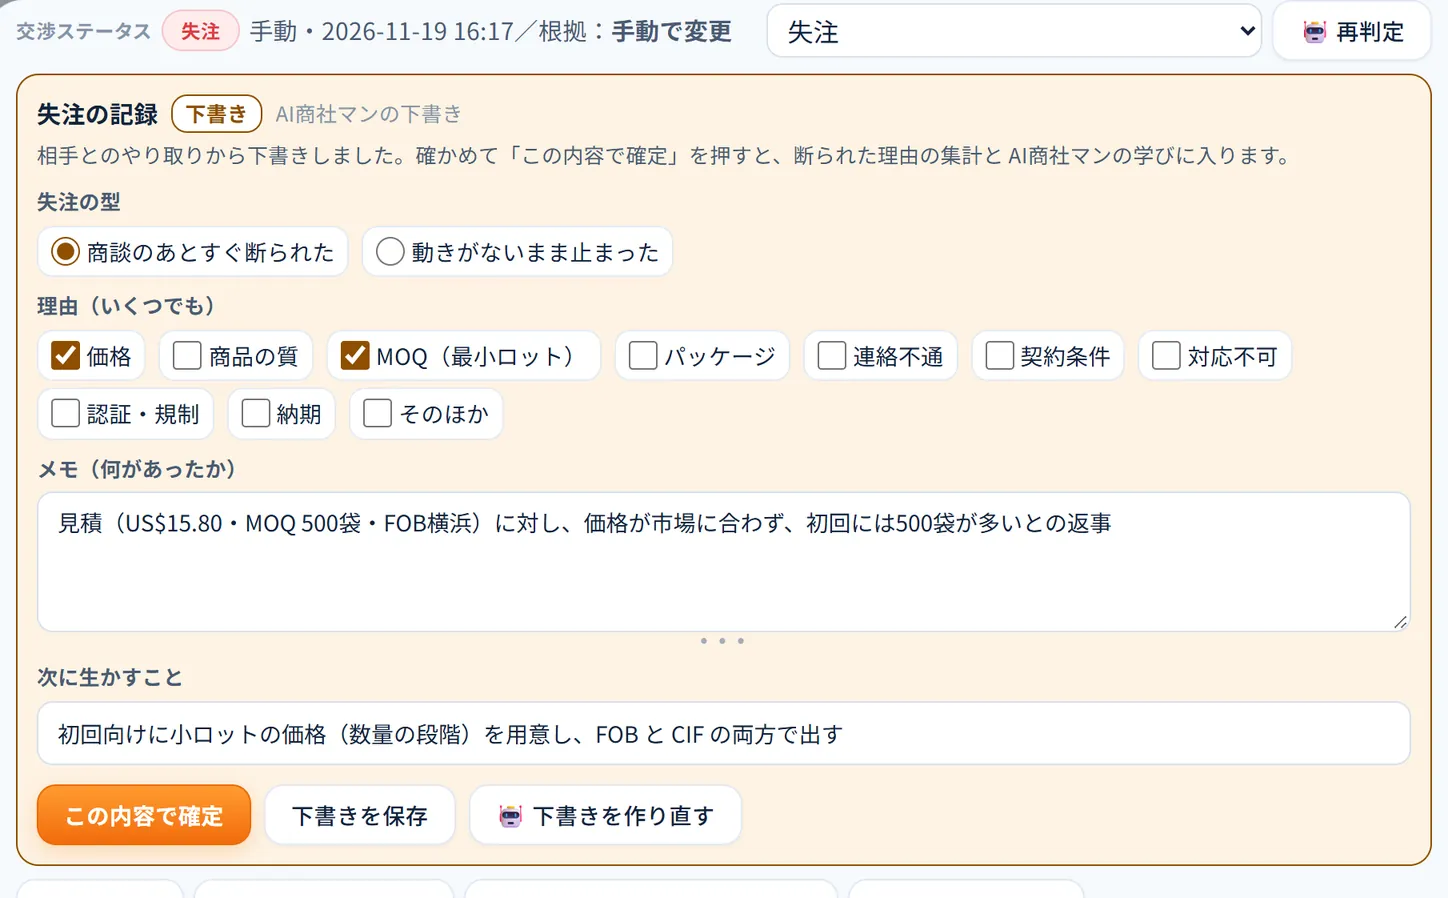 交渉ステータス 失注 手動・2026-11-19 16:17／根拠：手動で変更 失注 再判定
失注の記録 下書き AI商社マンの下書き
相手とのやり取りから下書きしました。確かめて「この内容で確定」を押すと、断られた理由の集計と AI商社マンの学びに入ります。
失注の型
商談のあとすぐ断られた 動きがないまま止まった
理由（いくつでも）
価格 商品の質 MOQ（最小ロット） パッケージ 連絡不通 契約条件 対応不可
認証・規制 納期 そのほか
メモ（何があったか）
見積（US$15.80・MOQ 500袋・FOB横浜）に対し、価格が市場に合わず、初回には500袋が多いとの返事
次に生かすこと
初回向けに小ロットの価格（数量の段階）を用意し、FOB と CIF の両方で出す
この内容で確定 下書きを保存 下書きを作り直す